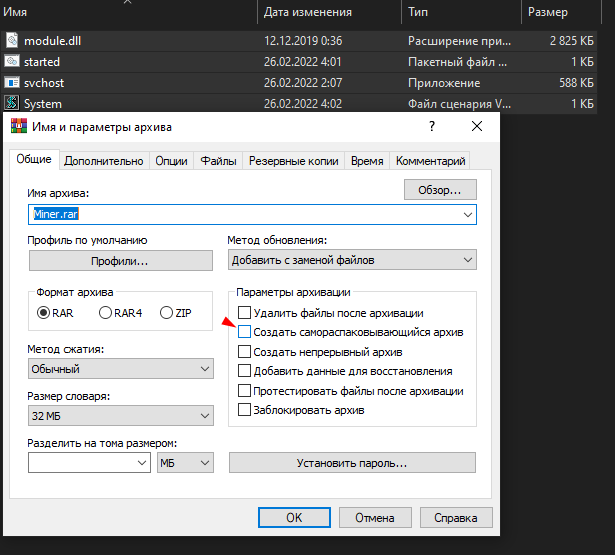 Имя Дата изменения Тип Размер
module.dll 12.12.2019 0:36 Расширение при... 2 825 КБ
started 26.02.2022 4:01 Пакетный файл ... 1 КБ
svchost 26.02.2022 2:07 Приложение 588 КБ
System 26.02.2022 4:02 Файл сценария V... 1 КБ
Имя и параметры архива ?
Общие Дополнительно Опции Файлы Резервные копии Время Комментарий
Имя архива: Обзор...
Miner.rar
Профиль по умолчанию Метод обновления:
Профили... Добавить с заменой файлов
Формат архива Параметры архивации
RAR RAR4 ZIP Удалить файлы после архивации
Создать самораспаковывающийся архив
Метод сжатия: Создать непрерывный архив
Обычный Добавить данные для восстановления
Размер словаря: Протестировать файлы после архивации
32 МБ Заблокировать архив
Разделить на тома размером:
МБ Установить пароль...
ОК Отмена Справка